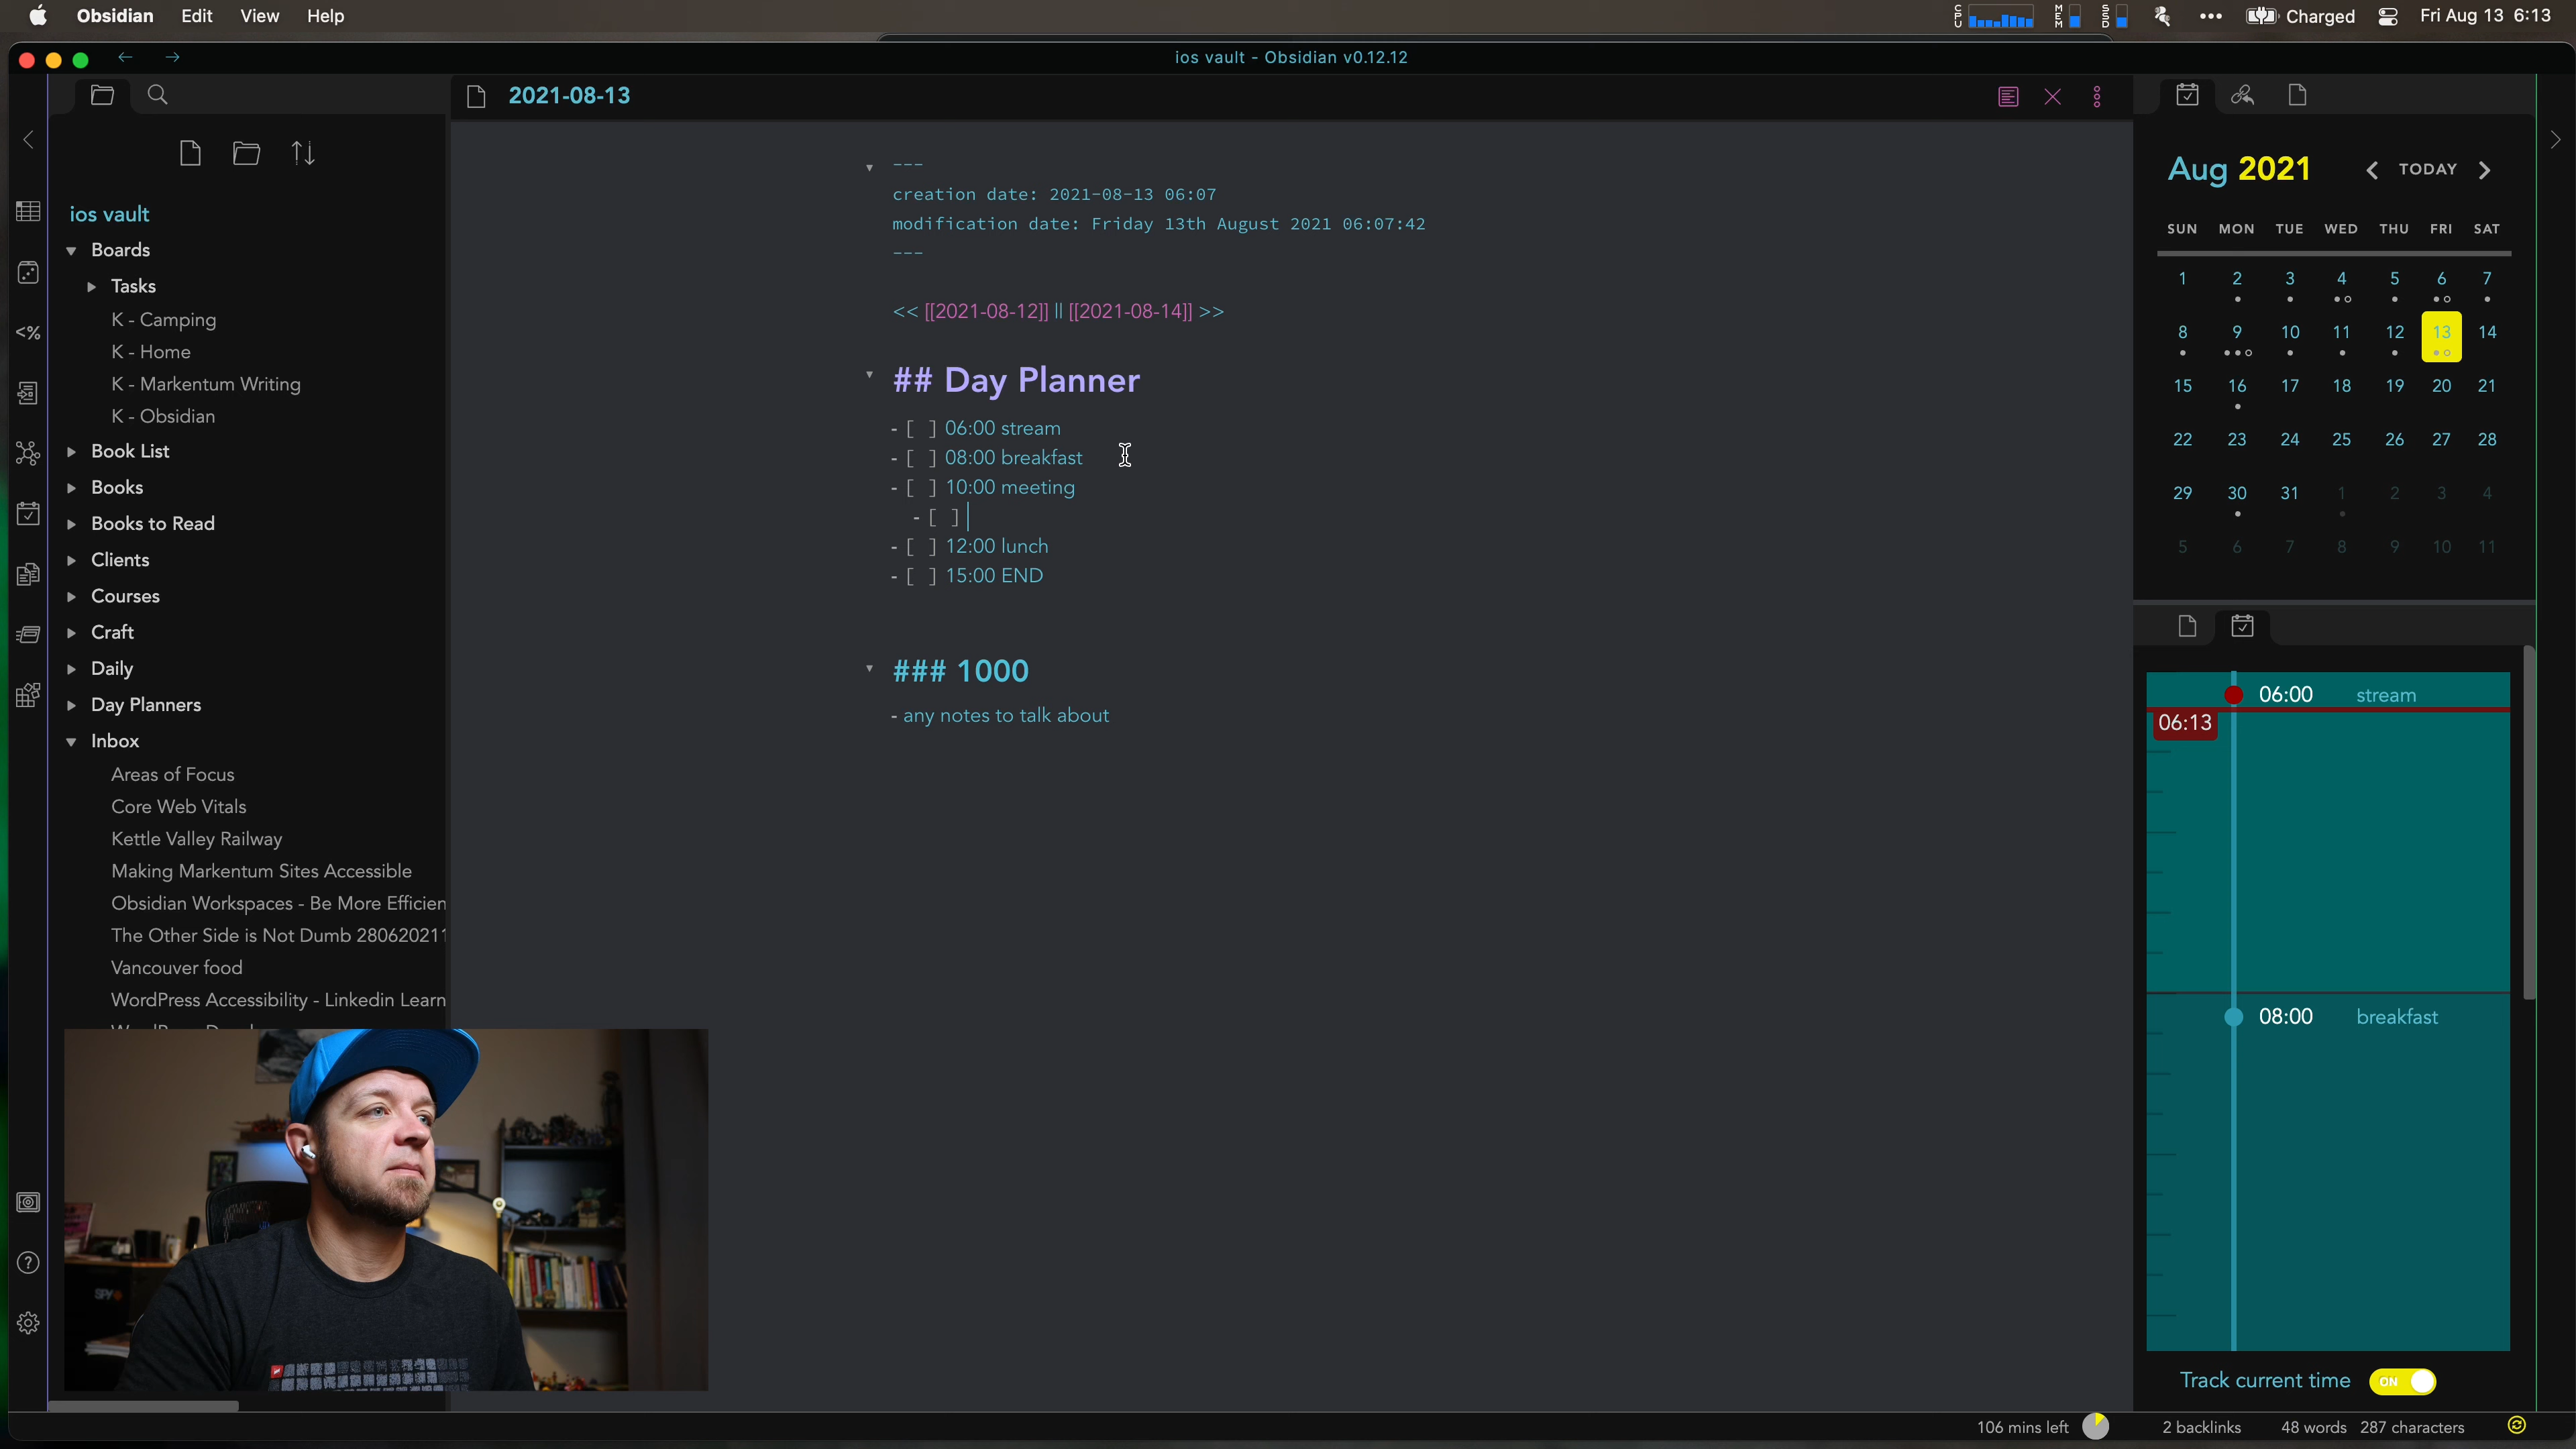 Obsidian Edit View Help
CPU MEM SSD Charged Fri Aug 13 6:13
ios vault - Obsidian v0.12.12
2021-08-13
ios vault
Boards
Tasks
K - Camping
K - Home
K - Markentum Writing
K - Obsidian
Book List
Books
Books to Read
Clients
Courses
Craft
Daily
Day Planners
Inbox
Areas of Focus
Core Web Vitals
Kettle Valley Railway
Making Markentum Sites Accessible
Obsidian Workspaces - Be More Efficien
The Other Side is Not Dumb 280620211
Vancouver food
WordPress Accessibility - Linkedin Learn
<%
---
creation date: 2021-08-13 06:07
modification date: Friday 13th August 2021 06:07:42
---
<< [[2021-08-12]] || [[2021-08-14]] >>
## Day Planner
- [ ] 06:00 stream
- [ ] 08:00 breakfast
- [ ] 10:00 meeting
- [ ]
- [ ] 12:00 lunch
- [ ] 15:00 END
### 1000
- any notes to talk about
Aug 2021 TODAY
SUN MON TUE WED THU FRI SAT
1 2 3 4 5 6 7
8 9 10 11 12 13 14
15 16 17 18 19 20 21
22 23 24 25 26 27 28
29 30 31 1 2 3 4
5 6 7 8 9 10 11
06:00 stream
06:13
08:00 breakfast
Track current time ON
SPY
106 mins left 2 backlinks 48 words 287 characters